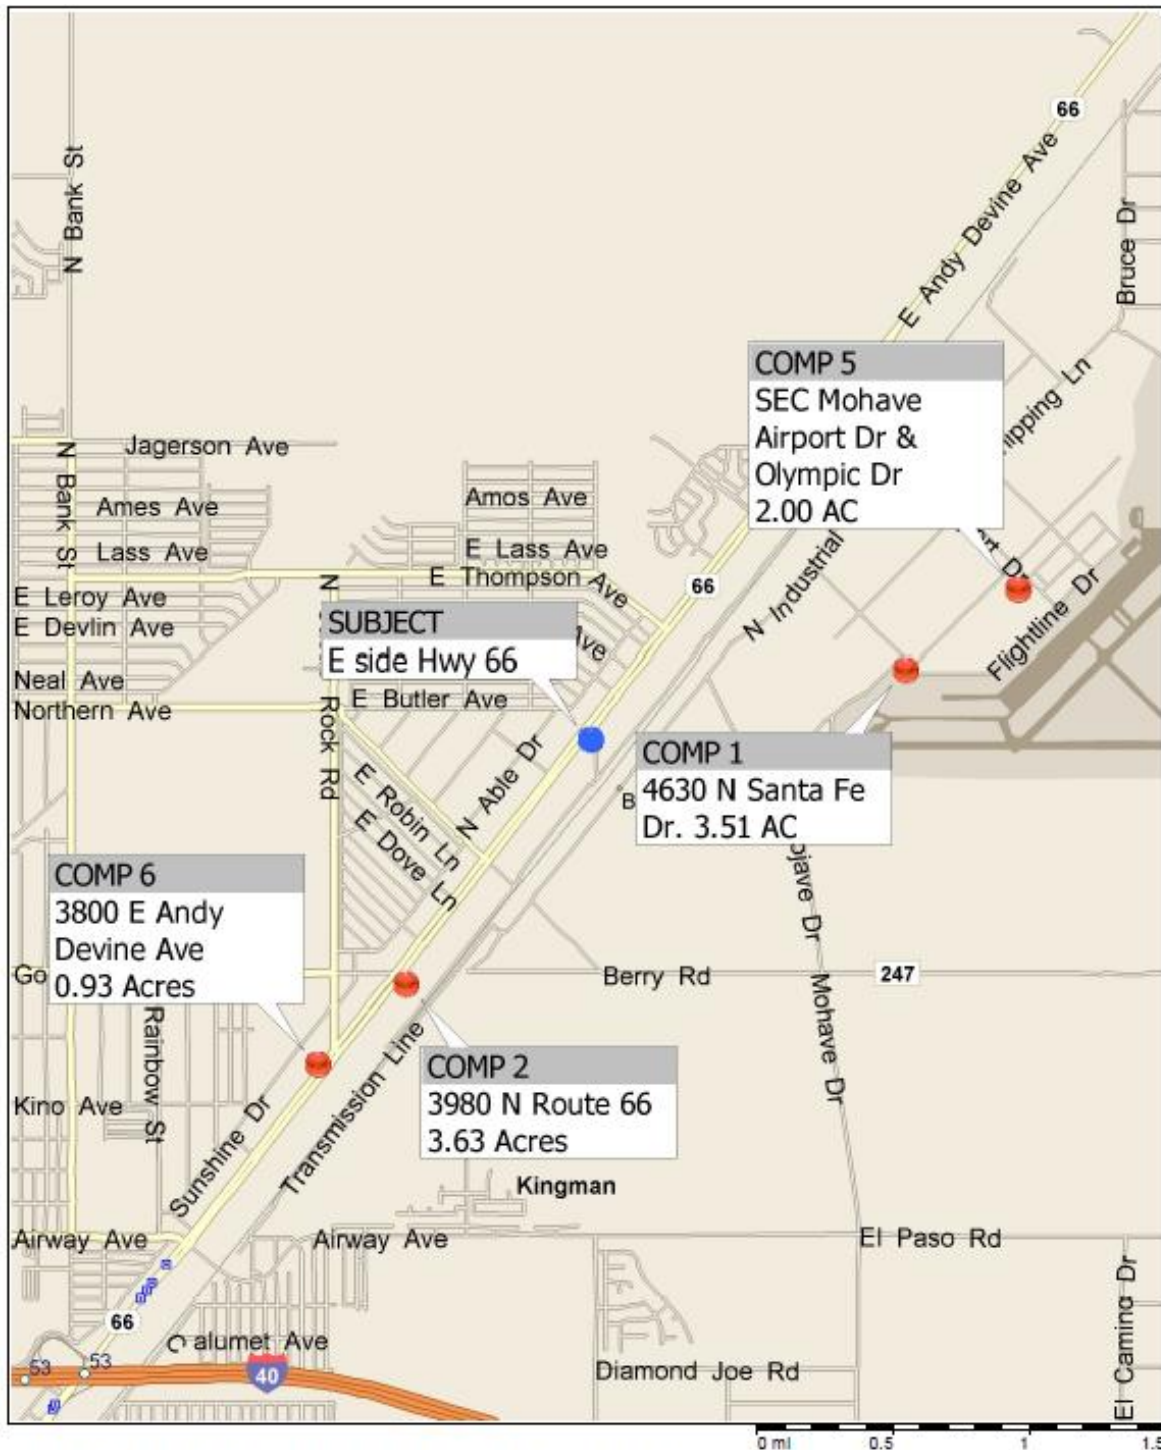 66
N Bank St
E Andy Devine Ave
Bruce Dr
COMP 5
SEC Mohave
Airport Dr &
Olympic Dr
2.00 AC
Jagerson Ave
N Bank St
Amos Ave
Ames Ave
Lass Ave
E Lass Ave
E Thompson Ave
N Industrial
66
E Leroy Ave
E Devlin Ave
SUBJECT
E side Hwy 66
Ave
Flightline Dr
Neal Ave
Northern Ave
E Butler Ave
N
Rock Rd
N Able Dr
E Robin Ln
E Dove Ln
COMP 1
4630 N Santa Fe
Dr. 3.51 AC
B
COMP 6
3800 E Andy
Devine Ave
0.93 Acres
Go
Berry Rd
247
Mohave Dr
Rainbow St
Transmission Line
COMP 2
3980 N Route 66
3.63 Acres
Kino Ave
Sunshine Dr
Kingman
Airway Ave
Airway Ave
El Paso Rd
66
Calumet Ave
El Camino Dr
53
53
40
Diamond Joe Rd
0 mi 0.5 1 1.5